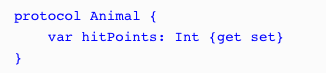 protocol Animal {
    var hitPoints: Int {get set}
}